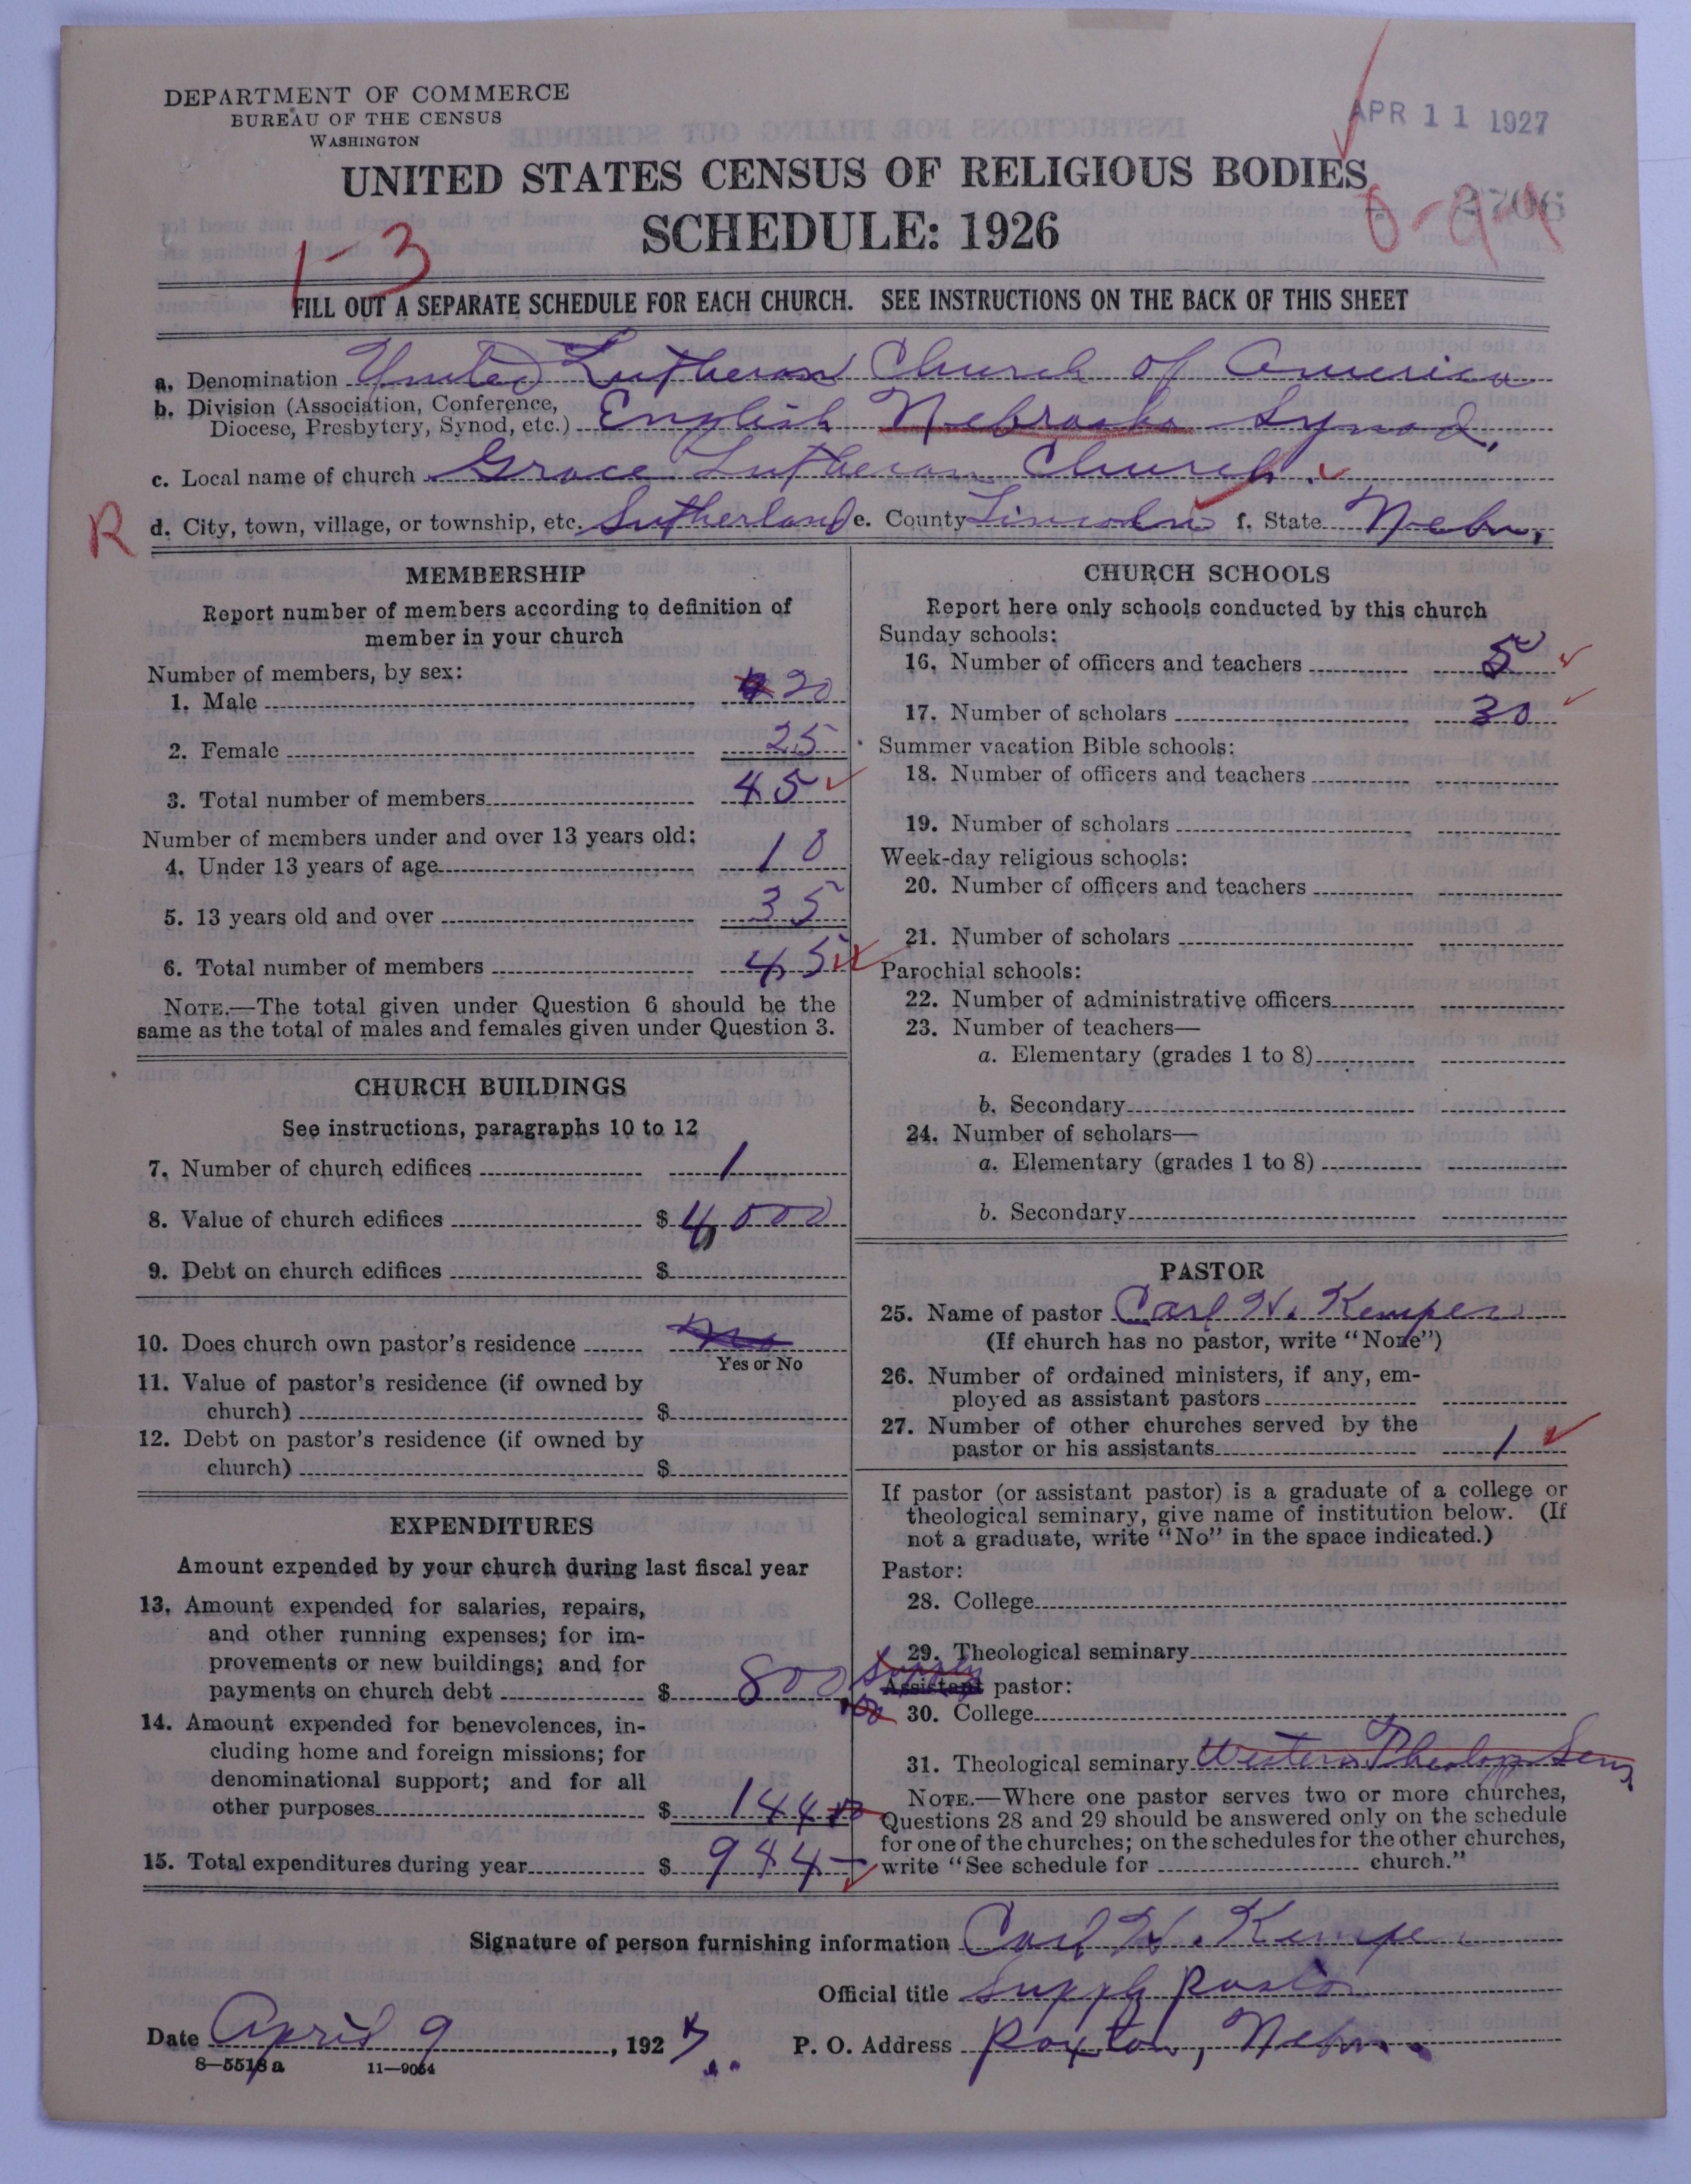 DEPARTMENT OF COMMERCE
BUREAU OF THE CENSUS
WASHINGTON
APR 11 1927
UNITED STATES CENSUS OF RELIGIOUS BODIES
SCHEDULE: 1926
1-3
FILL OUT A SEPARATE SCHEDULE FOR EACH CHURCH. SEE INSTRUCTIONS ON THE BACK OF THIS SHEET
a. Denomination United Lutheran Church of America
b. Division (Association, Conference,
Diocese, Presbytery, Synod, etc.) English Nebraska Synod.
c. Local name of church Grace Lutheran Church.
R d. City, town, village, or township, etc. Sutherland e. County Lincoln f. State Nebr.
MEMBERSHIP
Report number of members according to definition of
member in your church
Number of members, by sex:
1. Male 20
2. Female 25
3. Total number of members 45
Number of members under and over 13 years old:
4. Under 13 years of age 10
5. 13 years old and over 35
6. Total number of members 45
NOTE.—The total given under Question 6 should be the
same as the total of males and females given under Question 3.
CHURCH BUILDINGS
See instructions, paragraphs 10 to 12
7. Number of church edifices 1
8. Value of church edifices $ 4,000
9. Debt on church edifices $
10. Does church own pastor's residence No
Yes or No
11. Value of pastor's residence (if owned by
church) $
12. Debt on pastor's residence (if owned by
church) $
EXPENDITURES
Amount expended by your church during last fiscal year
13. Amount expended for salaries, repairs,
and other running expenses; for im-
provements or new buildings; and for
payments on church debt $ 800
14. Amount expended for benevolences, in-
cluding home and foreign missions; for
denominational support; and for all
other purposes $ 144
15. Total expenditures during year $ 944
CHURCH SCHOOLS
Report here only schools conducted by this church
Sunday schools:
16. Number of officers and teachers 5
17. Number of scholars 30
Summer vacation Bible schools:
18. Number of officers and teachers
19. Number of scholars
Week-day religious schools:
20. Number of officers and teachers
21. Number of scholars
Parochial schools:
22. Number of administrative officers
23. Number of teachers—
a. Elementary (grades 1 to 8)
b. Secondary
24. Number of scholars—
a. Elementary (grades 1 to 8)
b. Secondary
PASTOR
25. Name of pastor Carl W. Kemper
(If church has no pastor, write "None")
26. Number of ordained ministers, if any, em-
ployed as assistant pastors
27. Number of other churches served by the
pastor or his assistants 1
If pastor (or assistant pastor) is a graduate of a college or
theological seminary, give name of institution below. (If
not a graduate, write "No" in the space indicated.)
Pastor:
28. College
29. Theological seminary
Supply
Assistant pastor:
30. College
31. Theological seminary Western Theolog Sem
NOTE.—Where one pastor serves two or more churches,
Questions 28 and 29 should be answered only on the schedule
for one of the churches; on the schedules for the other churches,
write "See schedule for church."
Signature of person furnishing information Carl W. Kemper
Official title Supply Pastor
Date April 9, 1927 P. O. Address Paxton, Nebr.
8—5518a 11—9054